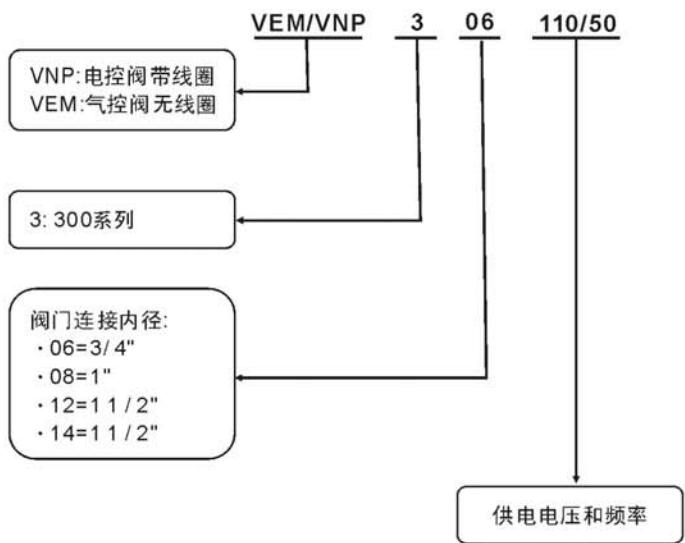 VEM/VNP 3 06 110/50
VNP:电控阀带线圈
VEM:气控阀无线圈
3: 300系列
阀门连接内径:
·06=3/4"
·08=1"
·12=1 1/2"
·14=1 1/2"
供电电压和频率